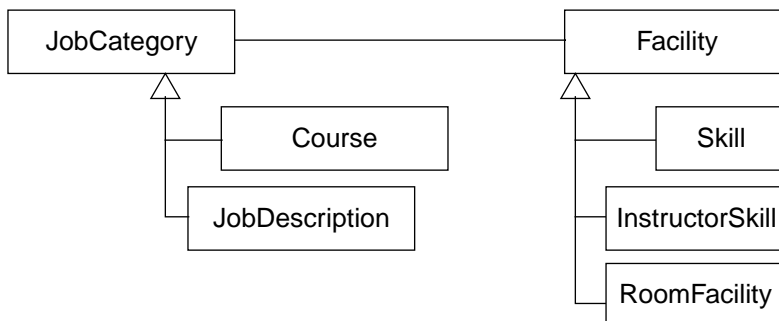 JobCategory
Facility
Course
Skill
JobDescription
InstructorSkill
RoomFacility